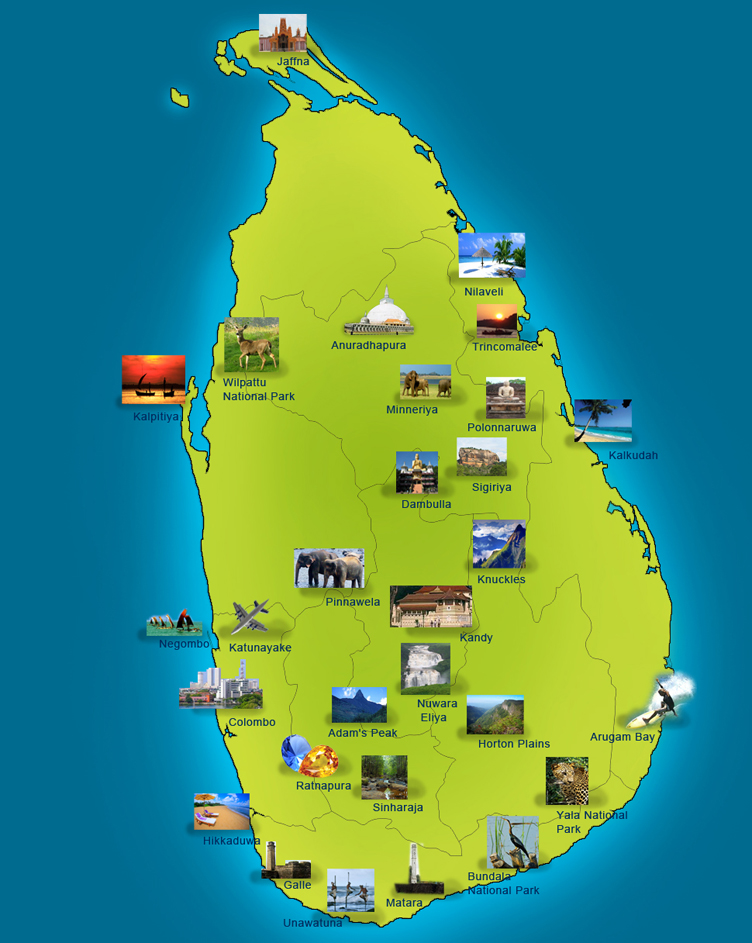 Jaffna
Nilaveli
Anuradhapura
Trincomalee
Wilpattu
National Park
Minneriya
Kalpitiya
Polonnaruwa
Kalkudah
Sigiriya
Dambulla
Knuckles
Pinnawela
Kandy
Negombo
Katunayake
Nuwara
Eliya
Colombo
Adam's Peak
Arugam Bay
Horton Plains
Ratnapura
Sinharaja
Yala National
Park
Hikkaduwa
Bundala
National Park
Galle
Matara
Unawatuna